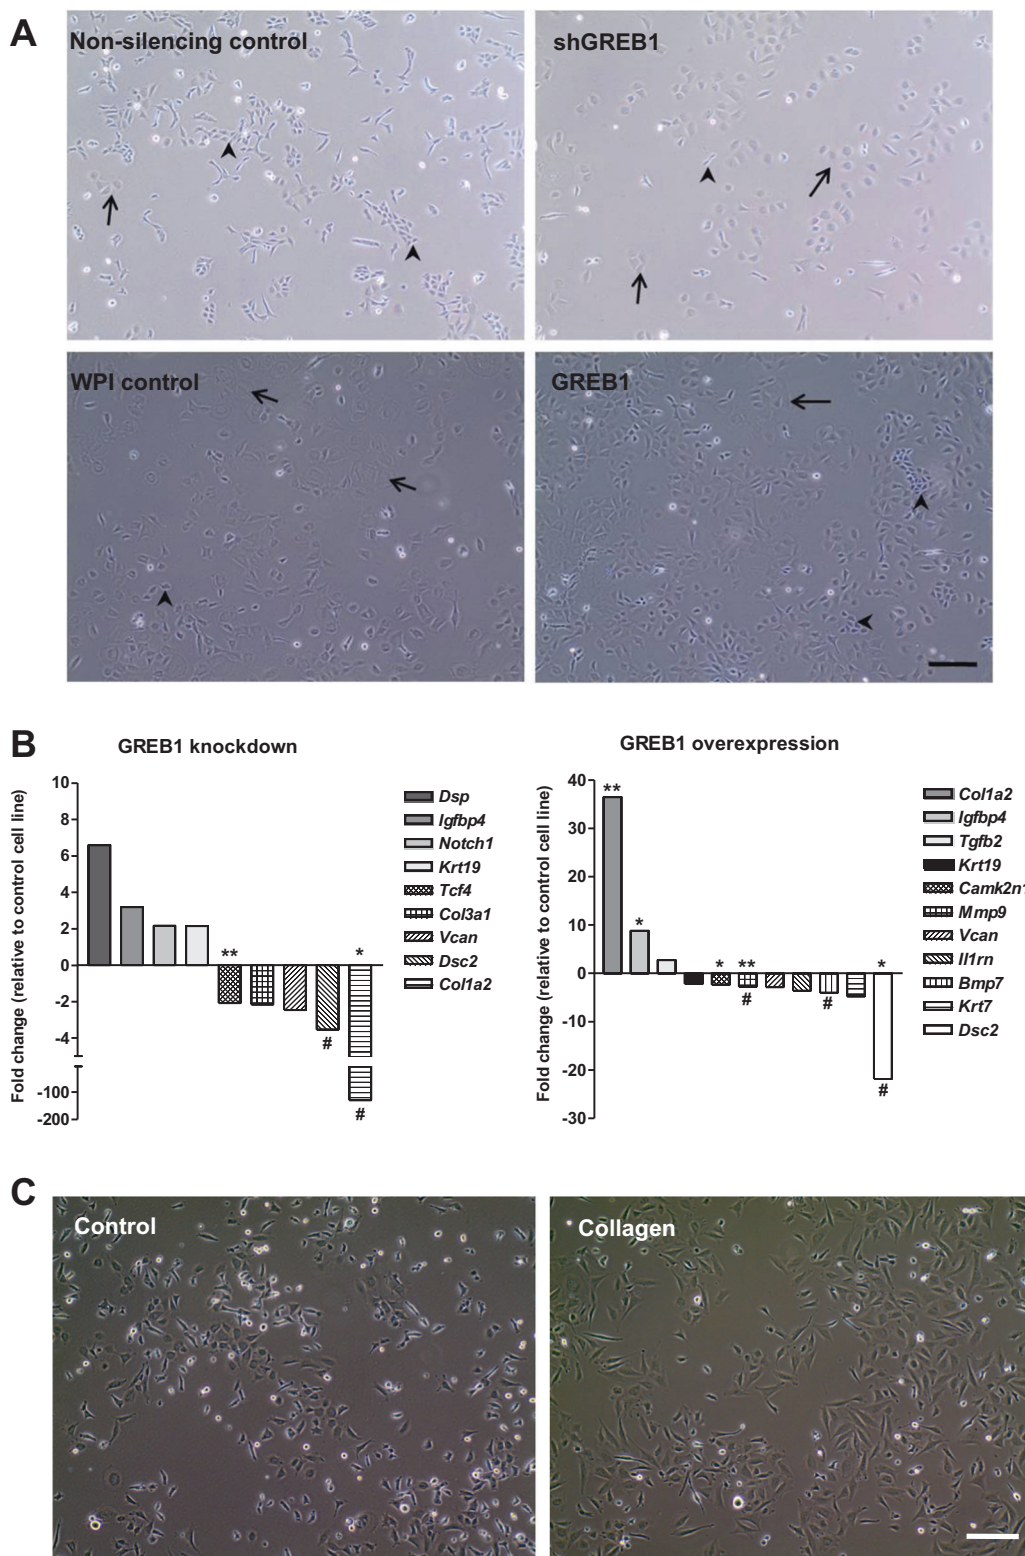 A
Non-silencing control
shGREB1
WPI control
GREB1
B
GREB1 knockdown
Fold change (relative to control cell line)
10
8
6
4
2
0
-2
-4
-100
-200
**
*
#
#
Dsp
Igfbp4
Notch1
Krt19
Tcf4
Col3a1
Vcan
Dsc2
Col1a2
GREB1 overexpression
Fold change (relative to control cell line)
40
30
20
10
0
-10
-20
-30
**
*
*
**
*
#
#
#
Col1a2
Igfbp4
Tgfb2
Krt19
Camk2n1
Mmp9
Vcan
Il1rn
Bmp7
Krt7
Dsc2
C
Control
Collagen